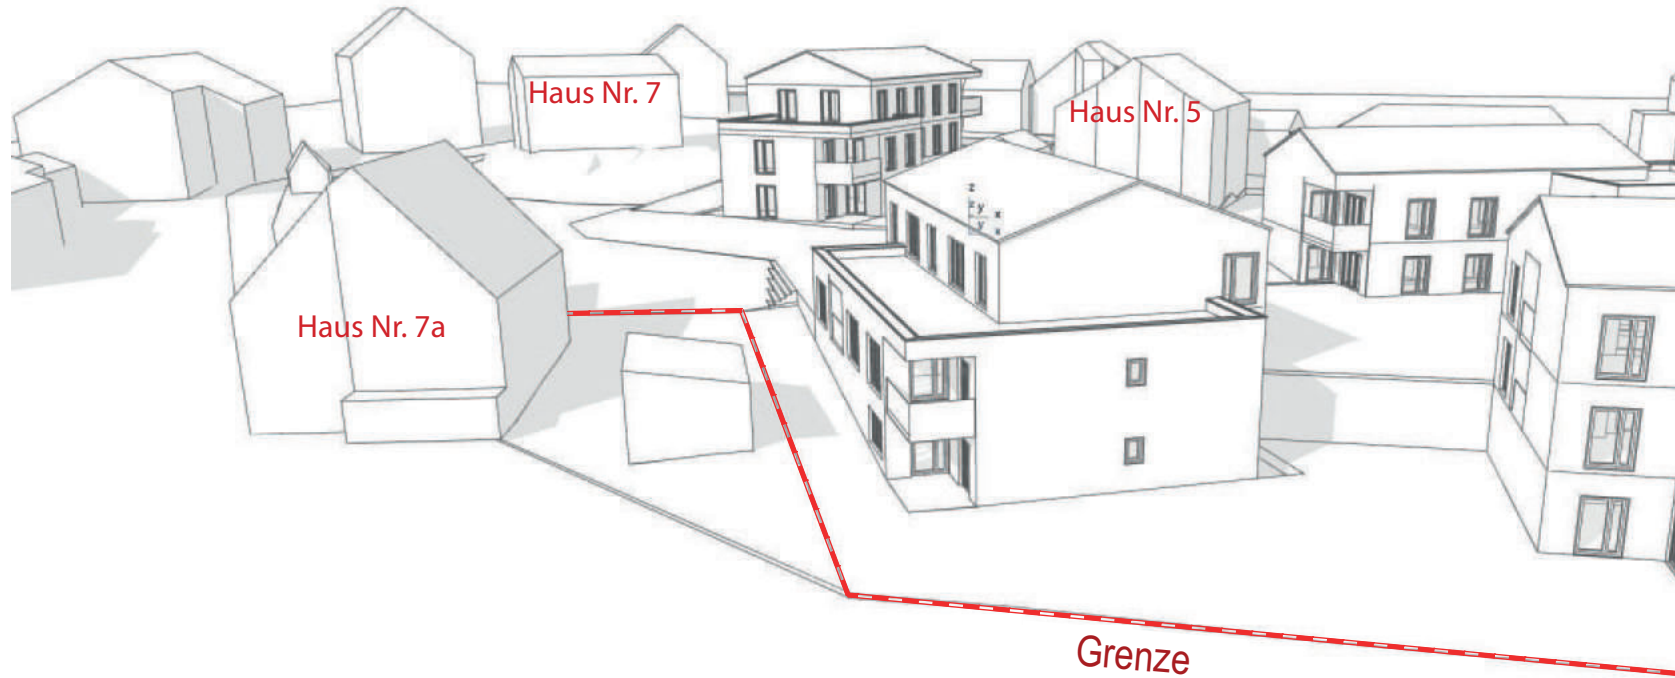 Haus Nr. 7
Haus Nr. 5
z
z y x
y x
Haus Nr. 7a
Grenze